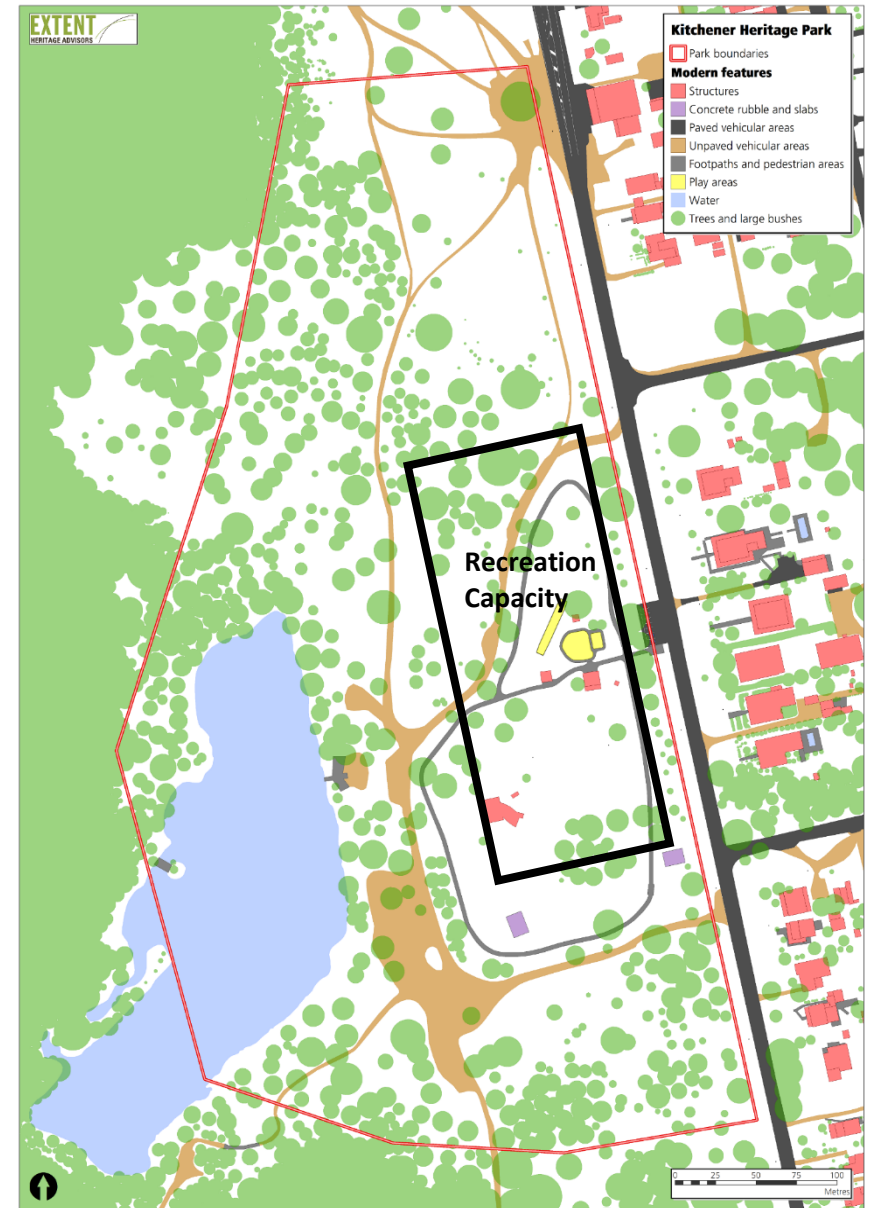 EXTENT
HERITAGE ADVISORS
Kitchener Heritage Park
Park boundaries
Modern features
Structures
Concrete rubble and slabs
Paved vehicular areas
Unpaved vehicular areas
Footpaths and pedestrian areas
Play areas
Water
Trees and large bushes
Recreation
Capacity
0 25 50 75 100
Metres